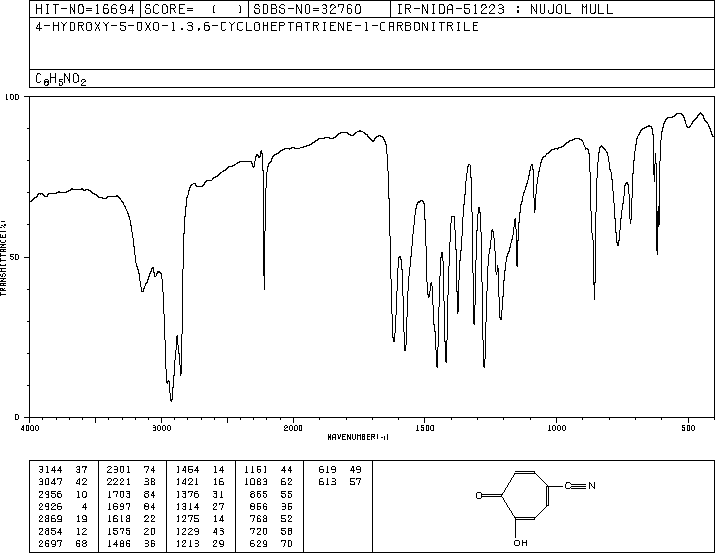 HIT-NO=16694 SCORE= ( ) SDBS-NO=32760 IR-NIDA-51223 : NUJOL MULL
4-HYDROXY-5-OXO-1,3,6-CYCLOHEPTATRIENE-1-CARBONITRILE
C8H5NO2
100
50
0
TRANSMITTANCE(%)
4000 3000 2000 1500 1000 500
WAVENUMBER(-1)
3144 37 2301 74 1454 14 1151 44 619 49
3047 42 2221 38 1421 16 1083 62 613 57
2956 10 1703 84 1376 31 865 55
2926 4 1697 84 1314 27 856 36
2869 19 1618 22 1275 14 768 52
2854 12 1575 20 1229 43 720 58
2697 68 1486 36 1213 29 629 70
O
C≡N
OH